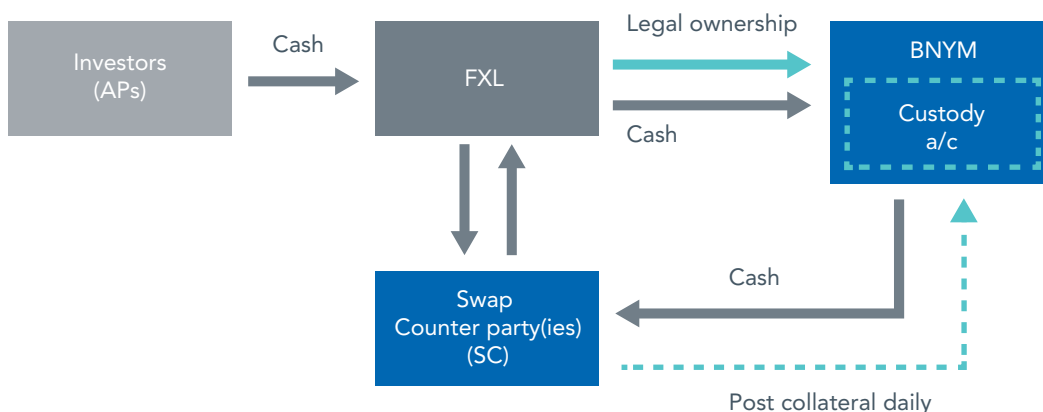 Legal ownership
Investors
(APs)
Cash
FXL
BNYM
Custody
a/c
Cash
Swap
Counter party(ies)
(SC)
Cash
Post collateral daily